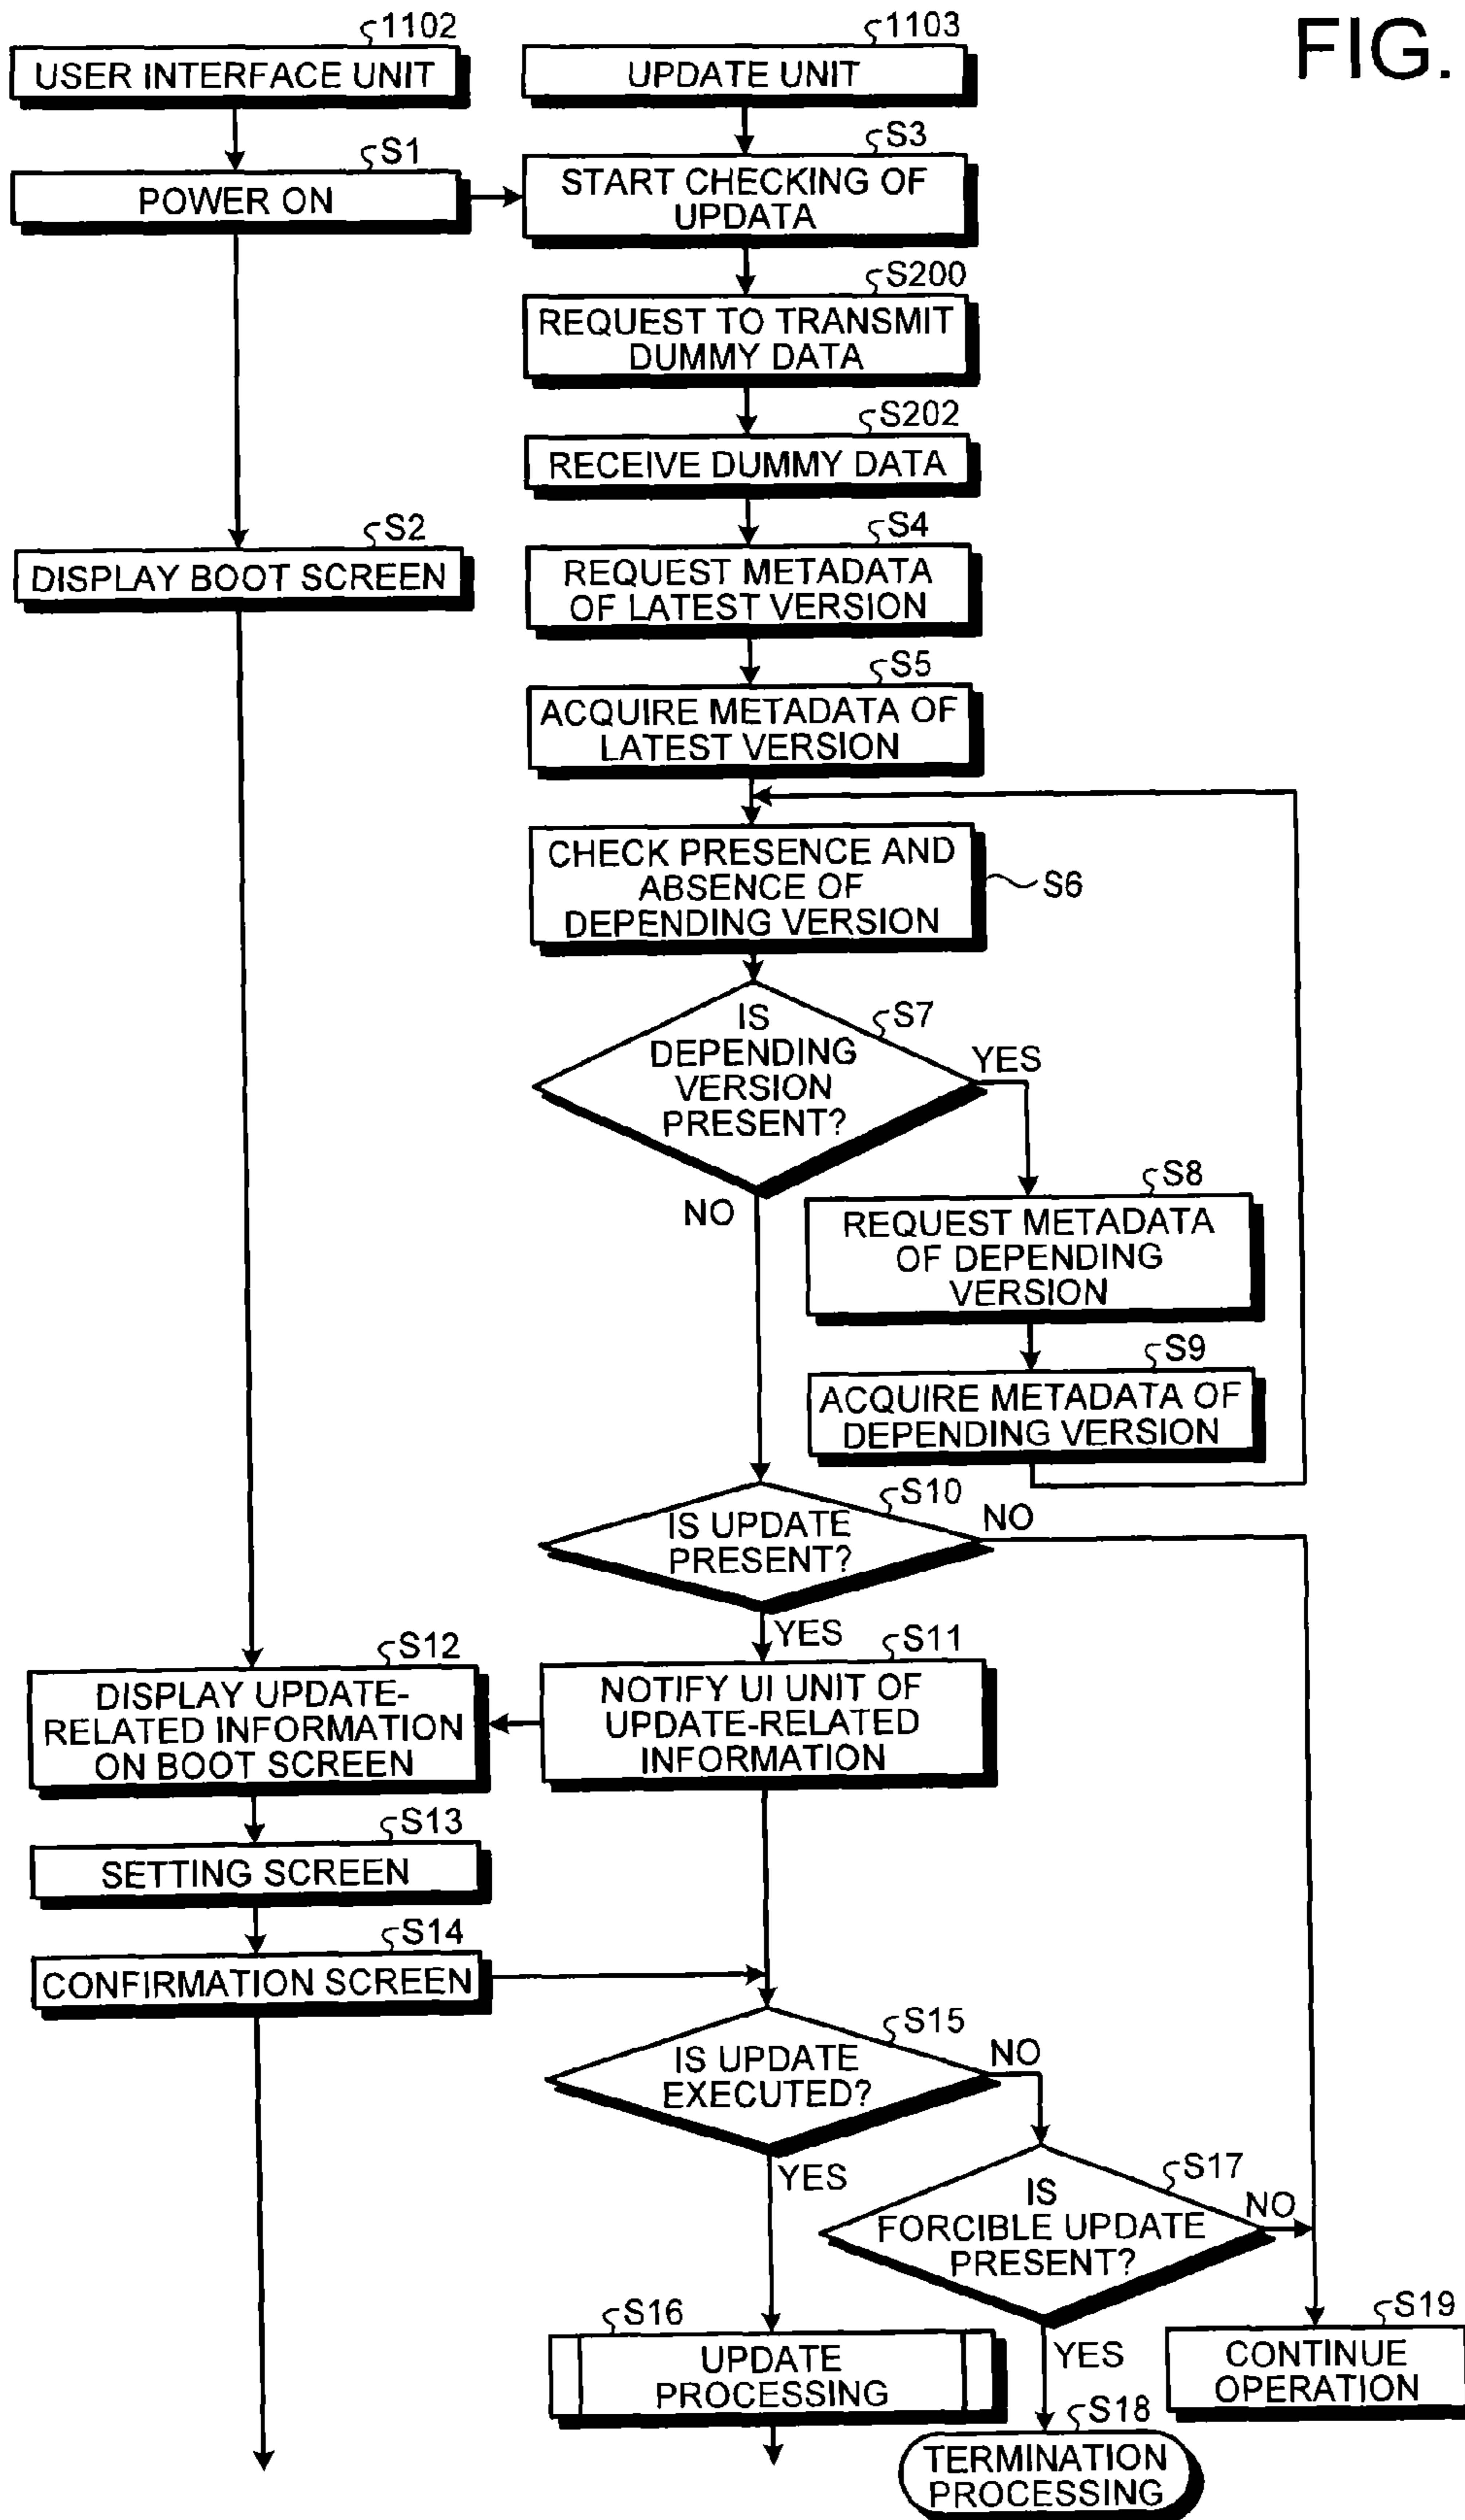 FIG.
1102
USER INTERFACE UNIT
1103
UPDATE UNIT
S1
POWER ON
S3
START CHECKING OF
UPDATA
S200
REQUEST TO TRANSMIT
DUMMY DATA
S202
RECEIVE DUMMY DATA
S2
DISPLAY BOOT SCREEN
S4
REQUEST METADATA
OF LATEST VERSION
S5
ACQUIRE METADATA OF
LATEST VERSION
CHECK PRESENCE AND
ABSENCE OF
DEPENDING VERSION
S6
IS
DEPENDING
VERSION
PRESENT?
S7
YES
NO
S8
REQUEST METADATA
OF DEPENDING
VERSION
S9
ACQUIRE METADATA OF
DEPENDING VERSION
S10
IS UPDATE
PRESENT?
NO
YES
S11
NOTIFY UI UNIT OF
UPDATE-RELATED
INFORMATION
S12
DISPLAY UPDATE-
RELATED INFORMATION
ON BOOT SCREEN
S13
SETTING SCREEN
S14
CONFIRMATION SCREEN
S15
IS UPDATE
EXECUTED?
NO
YES
S17
IS
FORCIBLE UPDATE
PRESENT?
NO
YES
S16
UPDATE
PROCESSING
S19
CONTINUE
OPERATION
S18
TERMINATION
PROCESSING